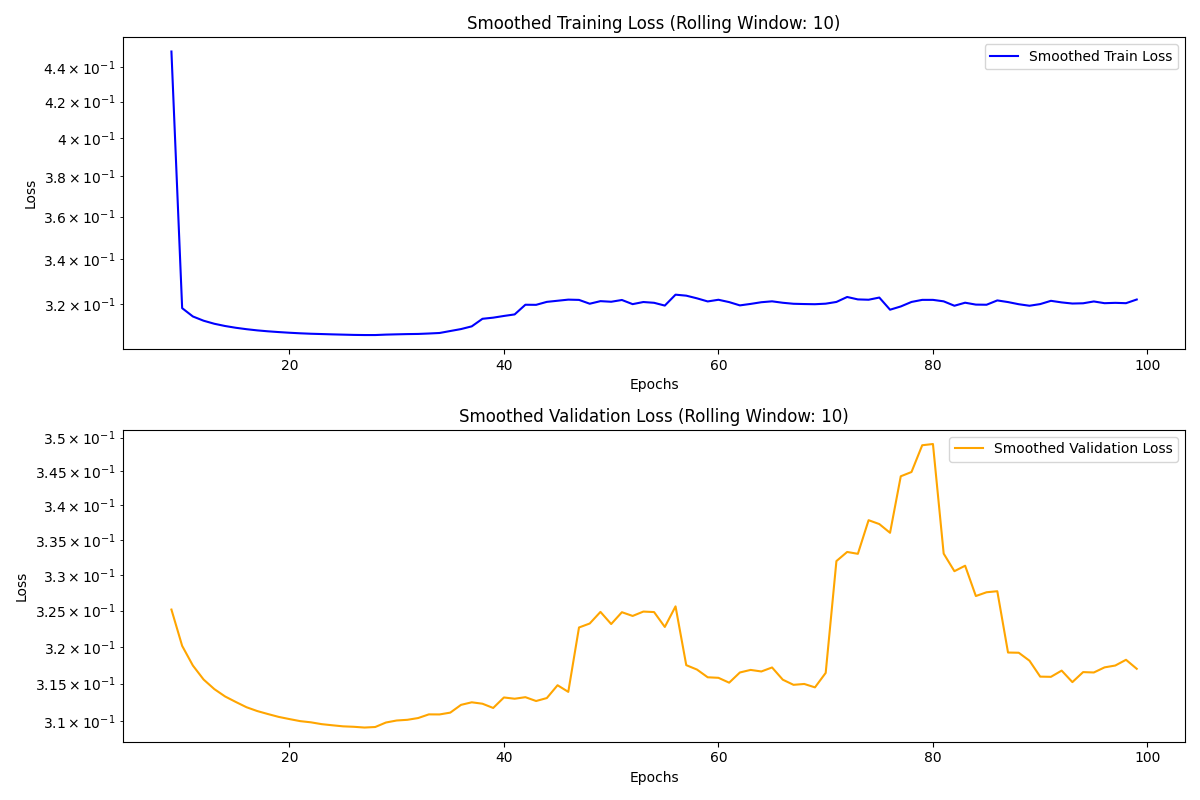 Smoothed Training Loss (Rolling Window: 10)
Smoothed Train Loss
4.4 × 10⁻¹
4.2 × 10⁻¹
4 × 10⁻¹
3.8 × 10⁻¹
3.6 × 10⁻¹
3.4 × 10⁻¹
3.2 × 10⁻¹
Loss
20 40 60 80 100
Epochs
Smoothed Validation Loss (Rolling Window: 10)
Smoothed Validation Loss
3.5 × 10⁻¹
3.45 × 10⁻¹
3.4 × 10⁻¹
3.35 × 10⁻¹
3.3 × 10⁻¹
3.25 × 10⁻¹
3.2 × 10⁻¹
3.15 × 10⁻¹
3.1 × 10⁻¹
Loss
20 40 60 80 100
Epochs